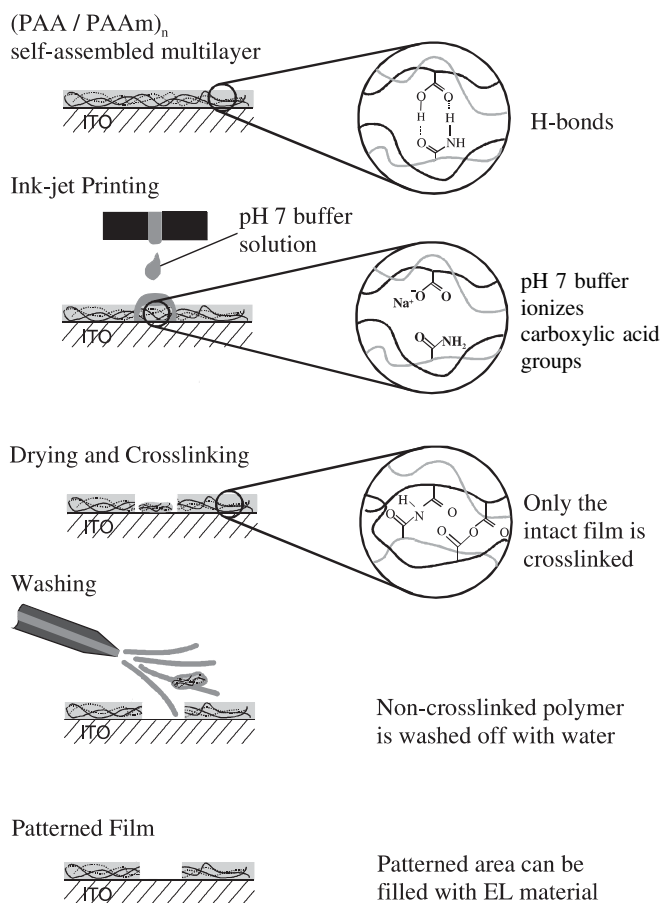 (PAA / PAAm)n
self-assembled multilayer
ITO
O O
H H
O NH
H-bonds
Ink-jet Printing
pH 7 buffer
solution
ITO
Na+ -O O
O NH2
pH 7 buffer
ionizes
carboxylic acid
groups
Drying and Crosslinking
ITO
H O
O N O O
O
Only the
intact film is
crosslinked
Washing
ITO
Non-crosslinked polymer
is washed off with water
Patterned Film
ITO
Patterned area can be
filled with EL material